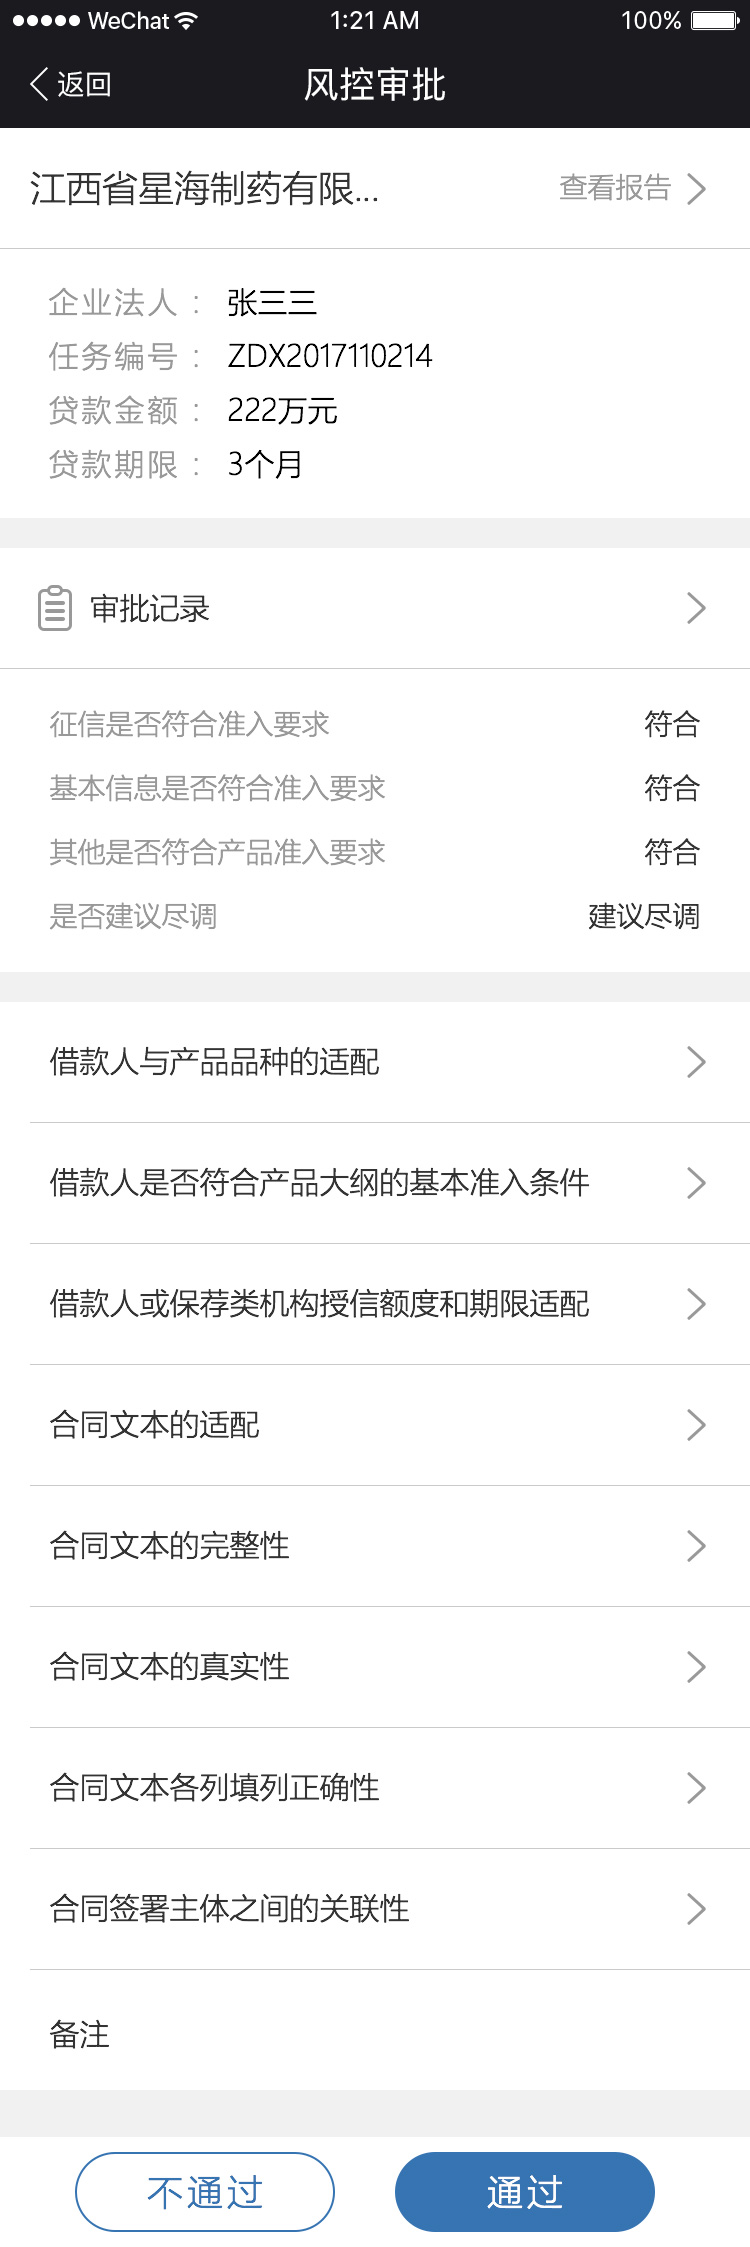 WeChat 1:21 AM 100%
返回 风控审批
江西省星海制药有限... 查看报告
企业法人： 张三三
任务编号： ZDX2017110214
贷款金额： 222万元
贷款期限： 3个月
审批记录
征信是否符合准入要求 符合
基本信息是否符合准入要求 符合
其他是否符合产品准入要求 符合
是否建议尽调 建议尽调
借款人与产品品种的适配
借款人是否符合产品大纲的基本准入条件
借款人或保荐类机构授信额度和期限适配
合同文本的适配
合同文本的完整性
合同文本的真实性
合同文本各列填列正确性
合同签署主体之间的关联性
备注
不通过 通过